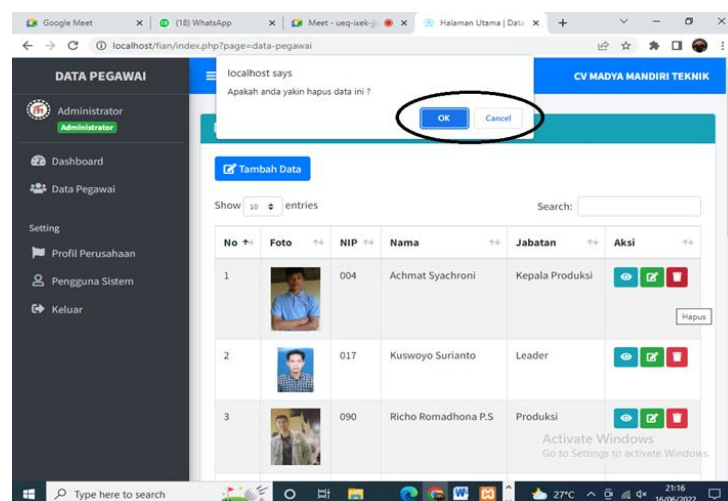 Google Meet
(18) WhatsApp
Meet - ueq-ixek-j
Halaman Utama | Data
localhost/fian/index.php?page=data-pegawai
DATA PEGAWAI
localhost says
Apakah anda yakin hapus data ini ?
OK
Cancel
CV MADYA MANDIRI TEKNIK
Administrator
Administrator
Dashboard
Data Pegawai
Setting
Profil Perusahaan
Pengguna Sistem
Keluar
Tambah Data
Show 10 entries
Search:
No Foto NIP Nama Jabatan Aksi
1 004 Achmat Syachroni Kepala Produksi
Hapus
2 017 Kuswoyo Surianto Leader
3 090 Richo Romadhona P.S Produksi
Activate Windows
Go to Settings to activate Windows.
Type here to search
27°C
21:16
16/06/2022